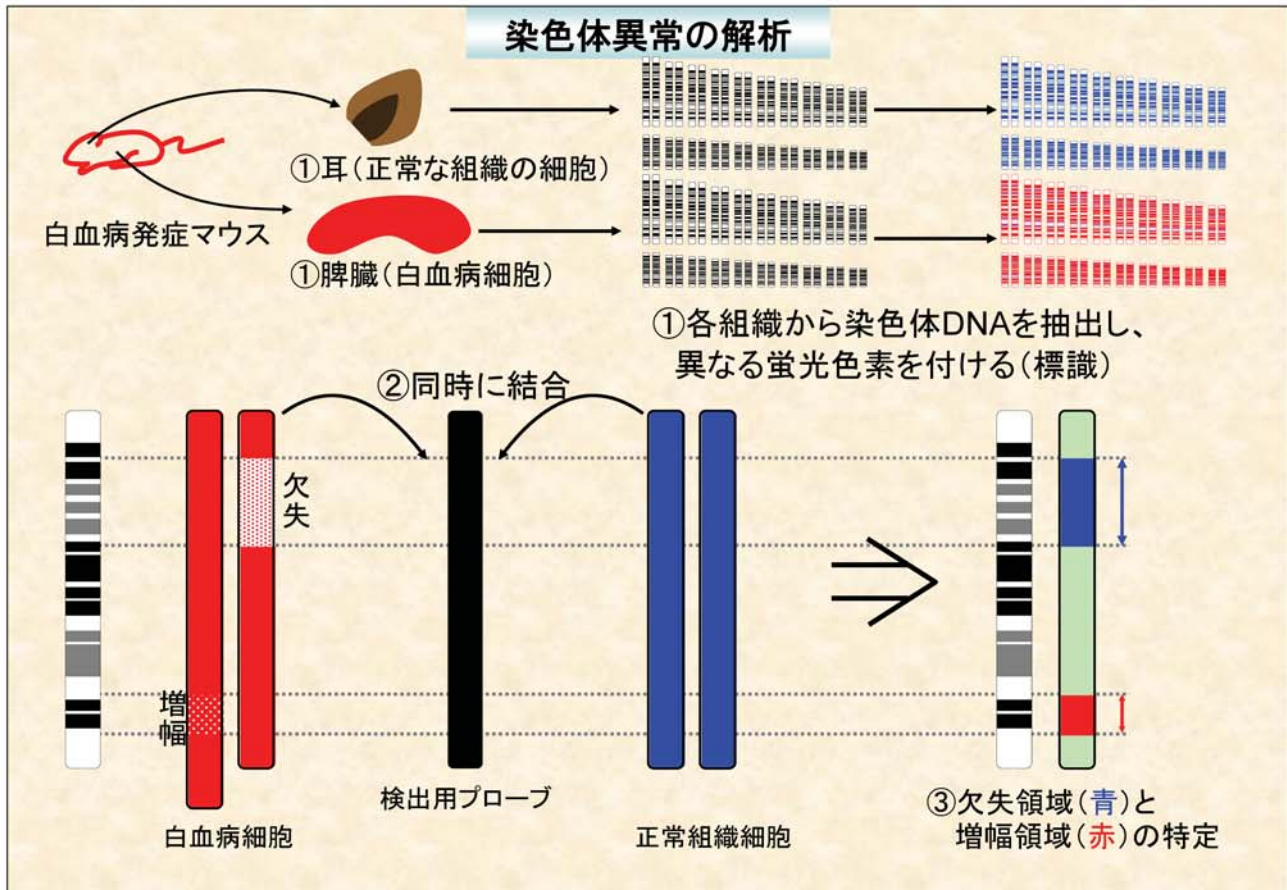 染色体異常の解析
①耳（正常な組織の細胞）
白血病発症マウス
①脾臓（白血病細胞）
①各組織から染色体DNAを抽出し、
異なる蛍光色素を付ける（標識）
②同時に結合
欠失
増幅
白血病細胞
検出用プローブ
正常組織細胞
③欠失領域（青）と
増幅領域（赤）の特定